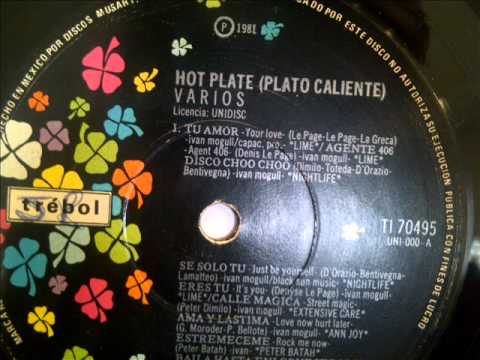 HECHO EN MEXICO POR DISCOS MUSART,
DO POR ESTE DISCO NO AUTORIZA SU EJECUCION PUBLICA CON FINES DE LUCRO
P 1981
HOT PLATE (PLATO CALIENTE)
VARIOS
Licencia: UNIDISC
1. TU AMOR -Your love- (Le Page-Le Page-La Greca)
-ivan mogull/capac. pro.- *LIME*/AGENTE 406
-Agent 406- (Denis Le Page) -ivan mogull- *LIME*
DISCO CHOO CHOO (Dimilo-Toteda-D'Orazio-
Bentivegna) -ivan mogull- *NIGHTLIFE*
trébol
TI 70495
UNI-000-A
SE SOLO TU -Just be yourself- (D'Orazio-Bentivegna-
Lamatteo) -ivan mogull/black sun music- *NIGHTLIFE*
ERES TU -It's you- (Denyse Le Page) -ivan mogull-
*LIME*/CALLE MAGICA -Street magic-
(Peter Dimilo) -ivan mogull- *EXTENSIVE CARE*
AMA Y LASTIMA -Love now hurt later-
(G. Moroder-P. Bellote) -ivan mogull- *ANN JOY*
ESTREMECEME -Rock me now-
(Peter Batah) -ivan- *PETER BATAH*
MARCA